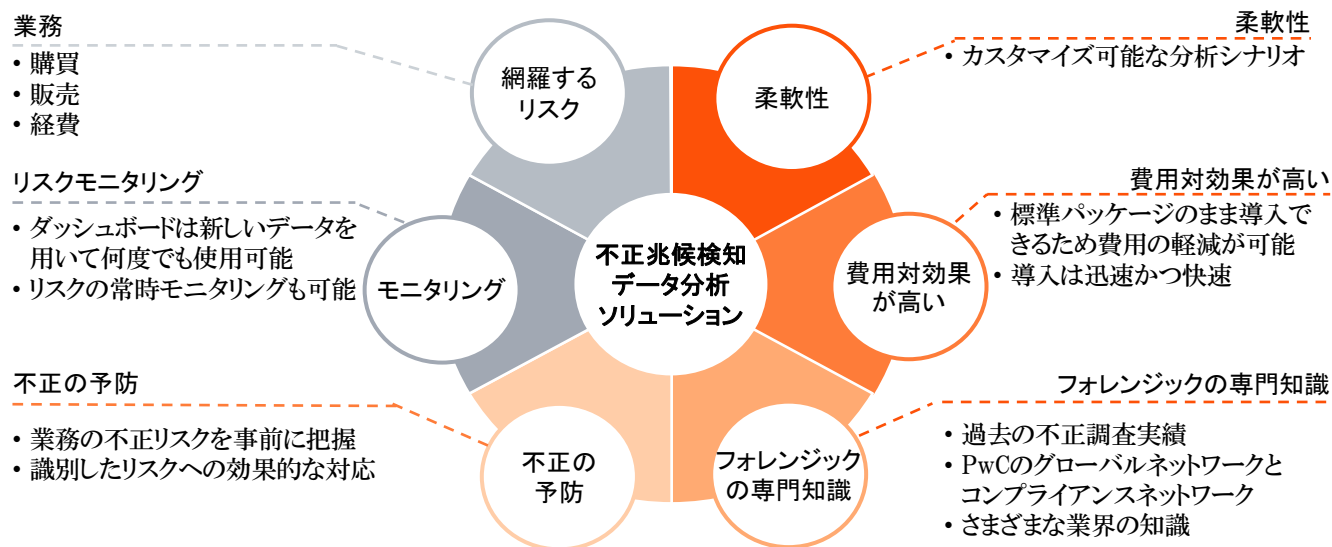 業務
• 購買
• 販売
• 経費
網羅する
リスク
柔軟性
柔軟性
• カスタマイズ可能な分析シナリオ
リスクモニタリング
• ダッシュボードは新しいデータを
用いて何度でも使用可能
• リスクの常時モニタリングも可能
モニタリング
不正兆候検知
データ分析
ソリューション
費用対効果
が高い
費用対効果が高い
• 標準パッケージのまま導入で
きるため費用の軽減が可能
• 導入は迅速かつ快速
不正の予防
• 業務の不正リスクを事前に把握
• 識別したリスクへの効果的な対応
不正の
予防
フォレンジック
の専門知識
フォレンジックの専門知識
• 過去の不正調査実績
• PwCのグローバルネットワークと
コンプライアンスネットワーク
• さまざまな業界の知識